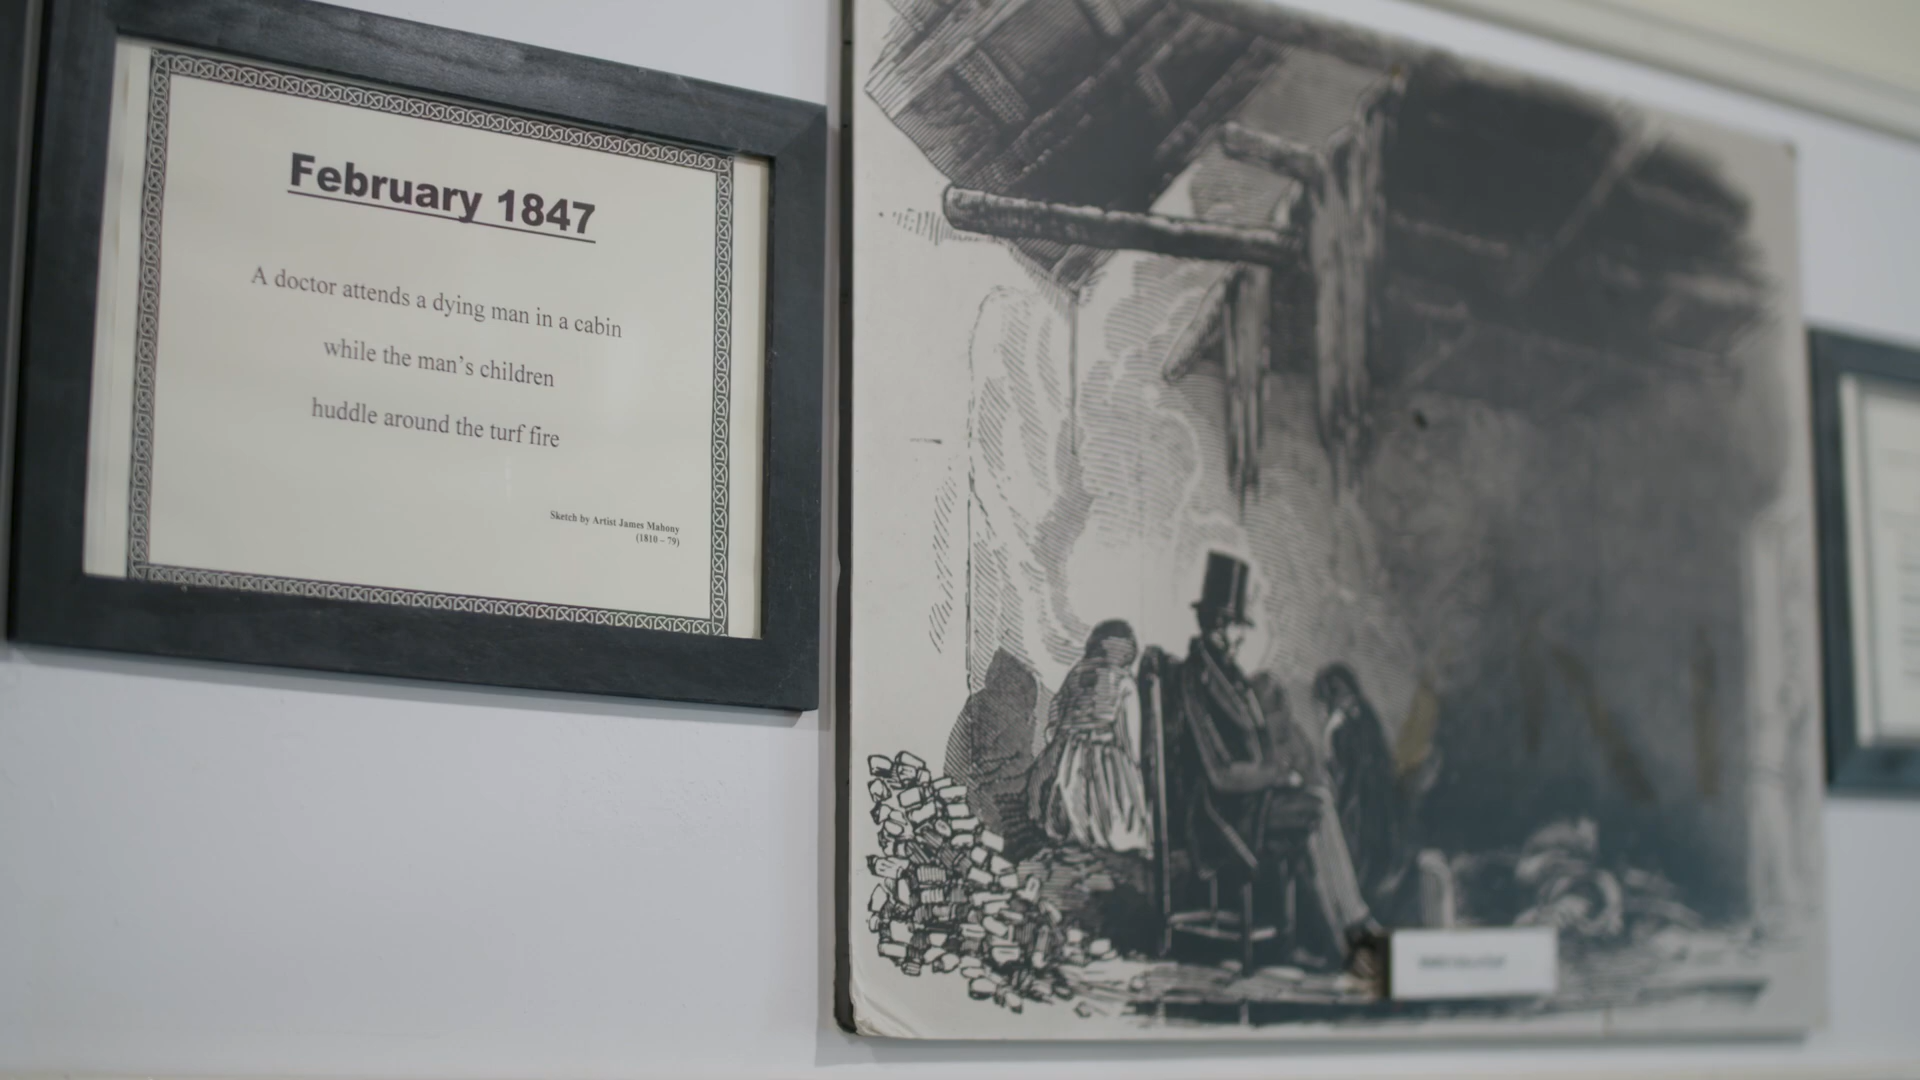 February 1847
A doctor attends a dying man in a cabin
while the man's children
huddle around the turf fire
Sketch by Artist James Mahony
(1810 – 79)